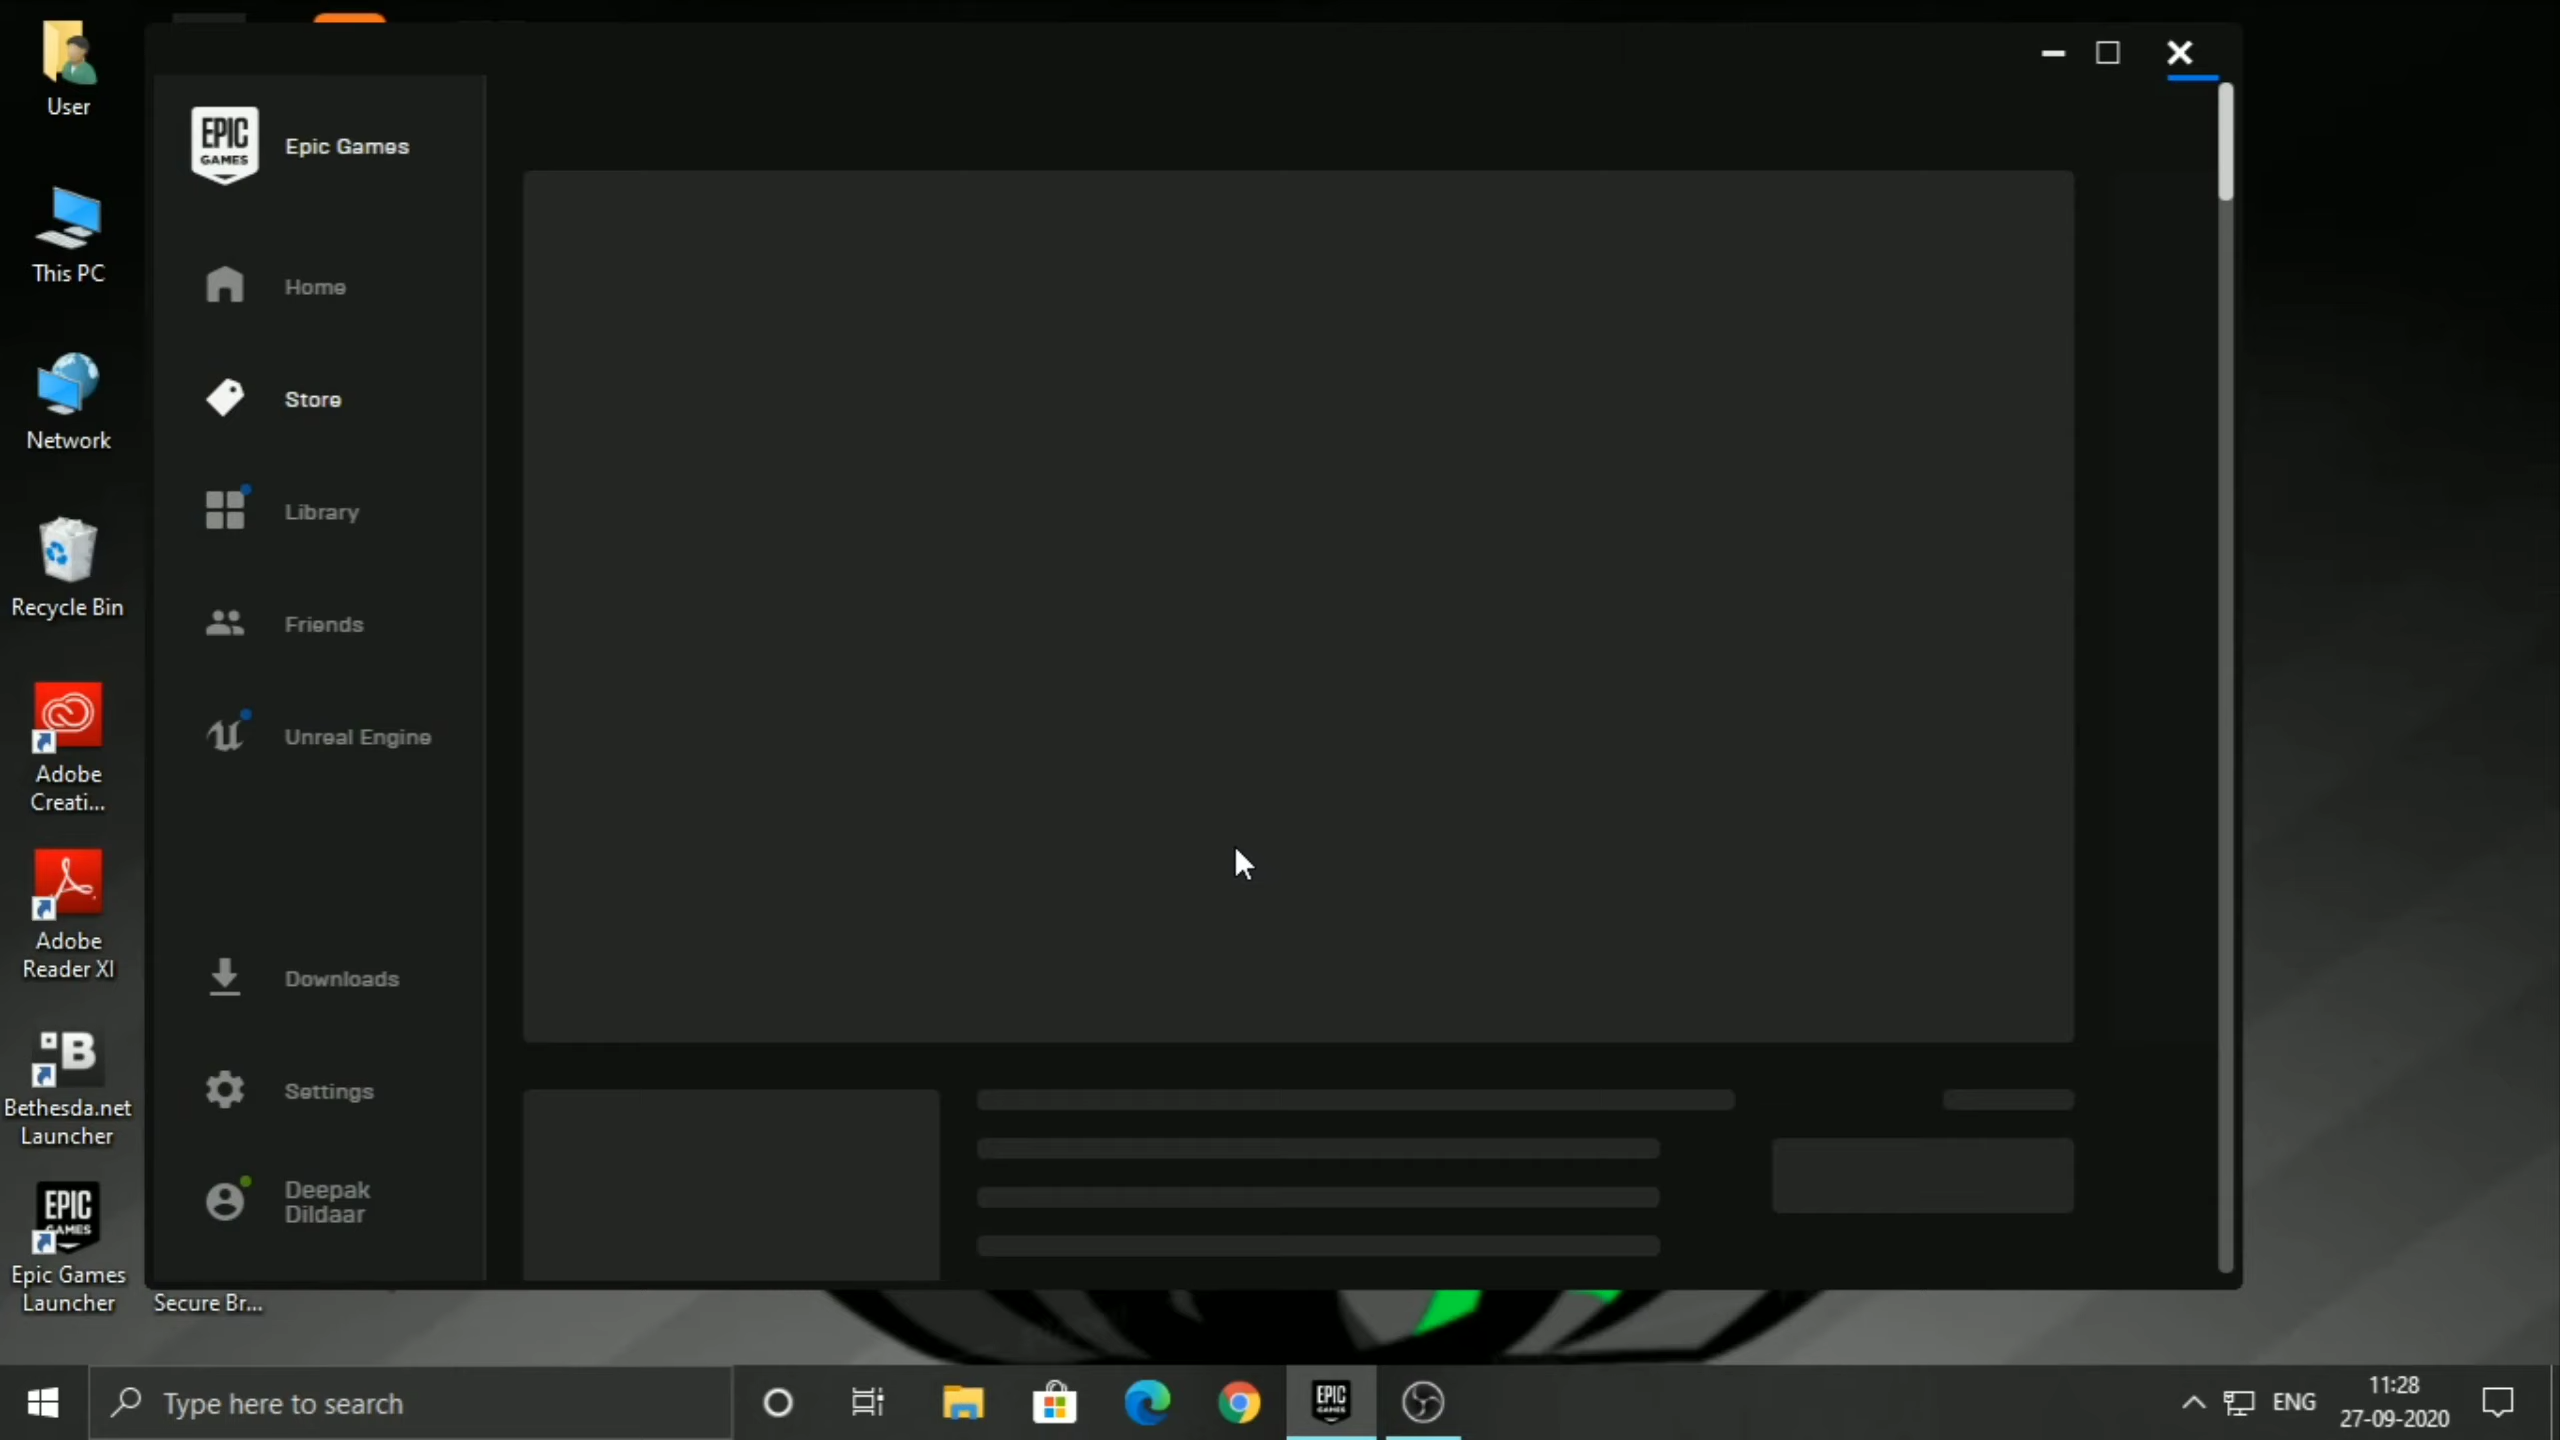 User
This PC
Network
Recycle Bin
Adobe
Creati...
Adobe
Reader XI
Bethesda.net
Launcher
EPIC
GAMES
Epic Games
Launcher
Secure Br...
EPIC
GAMES
Epic Games
Home
Store
Library
Friends
Unreal Engine
Downloads
Settings
Deepak
Dildaar
Type here to search
EPIC
GAMES
ENG
11:28
27-09-2020